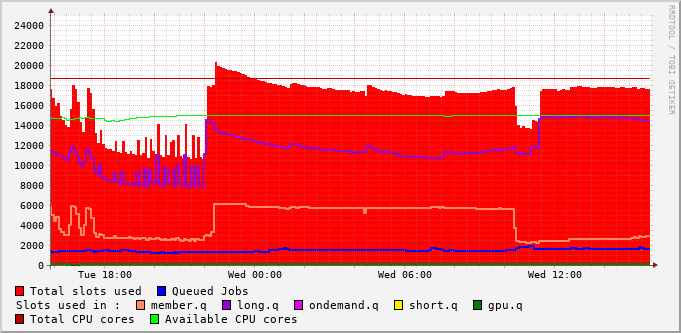 RRDTOOL / TOBI OETIKER
24000
22000
20000
18000
16000
14000
12000
10000
8000
6000
4000
2000
0
Tue 18:00 Wed 00:00 Wed 06:00 Wed 12:00
Total slots used Queued Jobs
Slots used in : member.q long.q ondemand.q short.q gpu.q
Total CPU cores Available CPU cores